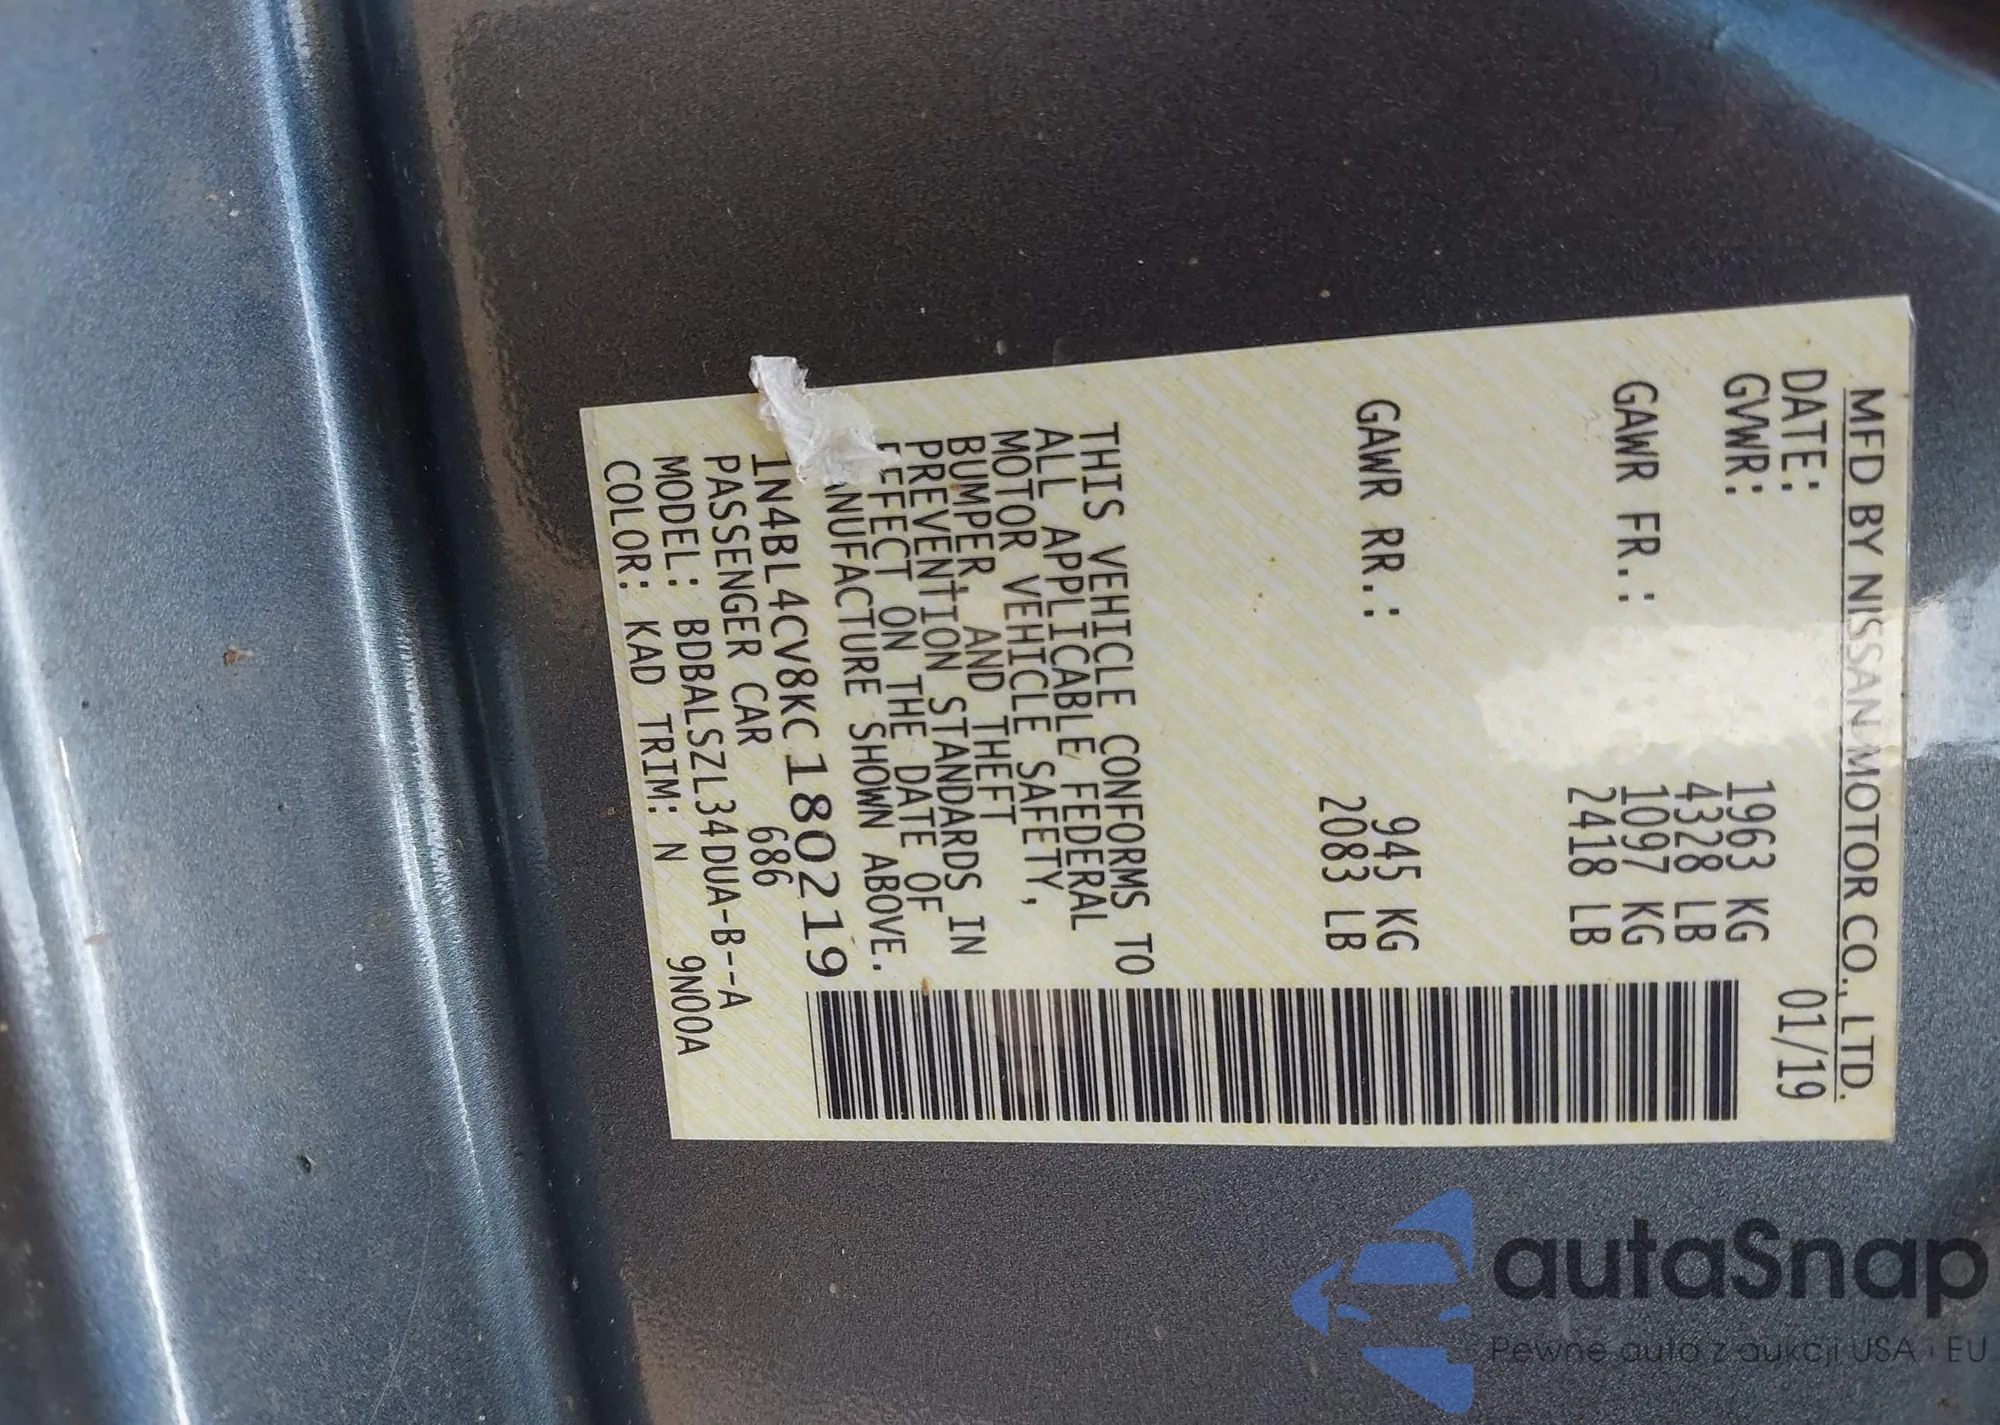 MFD BY NISSAN MOTOR CO., LTD.
DATE: 01/19
GVWR: 1963 KG
4328 LB
GAWR FR.: 1097 KG
2418 LB
GAWR RR.: 945 KG
2083 LB
THIS VEHICLE CONFORMS TO
ALL APPLICABLE FEDERAL
MOTOR VEHICLE SAFETY,
BUMPER, AND THEFT
PREVENTION STANDARDS IN
EFFECT ON THE DATE OF
MANUFACTURE SHOWN ABOVE.
1N4BL4CV8KC180219
PASSENGER CAR 686
MODEL: BDBALSZL34DUA-B--A
COLOR: KAD TRIM: N 9N00A
autaSnap
Pewne auta z aukcji USA i EU